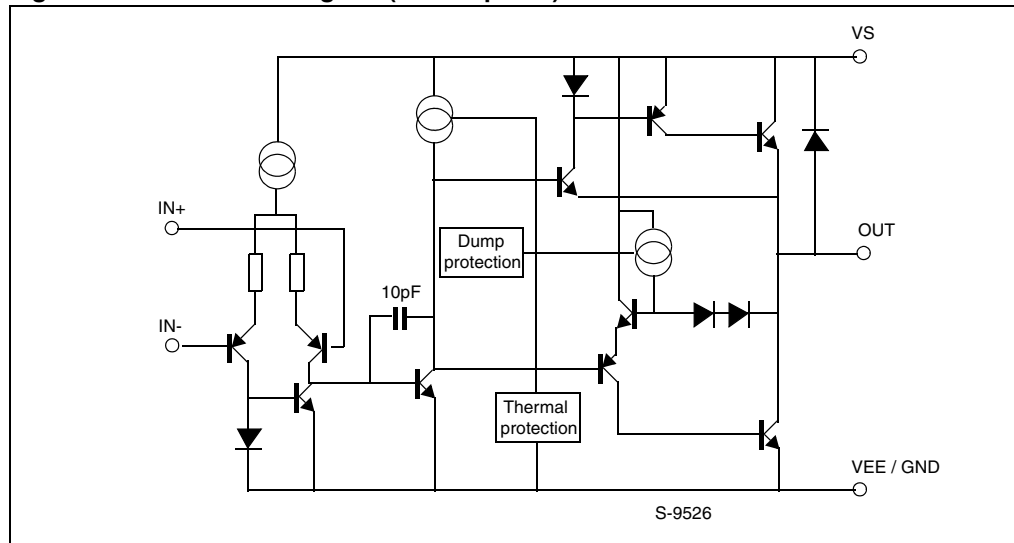 VS
IN+
OUT
Dump
protection
10pF
IN-
Thermal
protection
VEE / GND
S-9526